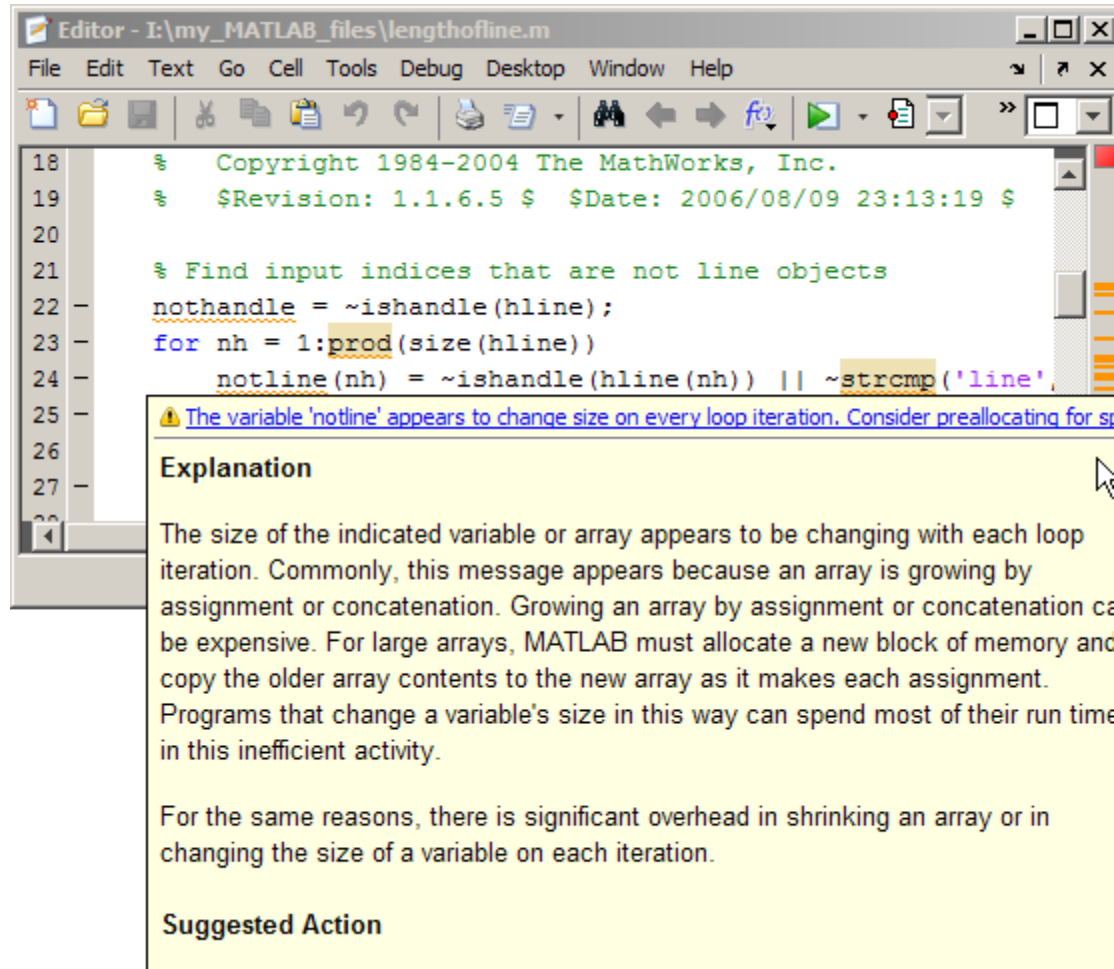 Editor - I:\my_MATLAB_files\lengthofline.m
File Edit Text Go Cell Tools Debug Desktop Window Help
18 % Copyright 1984-2004 The MathWorks, Inc.
19 % $Revision: 1.1.6.5 $ $Date: 2006/08/09 23:13:19 $
20
21 % Find input indices that are not line objects
22 - nothandle = ~ishandle(hline);
23 - for nh = 1:prod(size(hline))
24 - notline(nh) = ~ishandle(hline(nh)) || ~strcmp('line',
25 -
The variable 'notline' appears to change size on every loop iteration. Consider preallocating for sp
26
27 -
Explanation
The size of the indicated variable or array appears to be changing with each loop
iteration. Commonly, this message appears because an array is growing by
assignment or concatenation. Growing an array by assignment or concatenation ca
be expensive. For large arrays, MATLAB must allocate a new block of memory and
copy the older array contents to the new array as it makes each assignment.
Programs that change a variable's size in this way can spend most of their run time
in this inefficient activity.
For the same reasons, there is significant overhead in shrinking an array or in
changing the size of a variable on each iteration.
Suggested Action